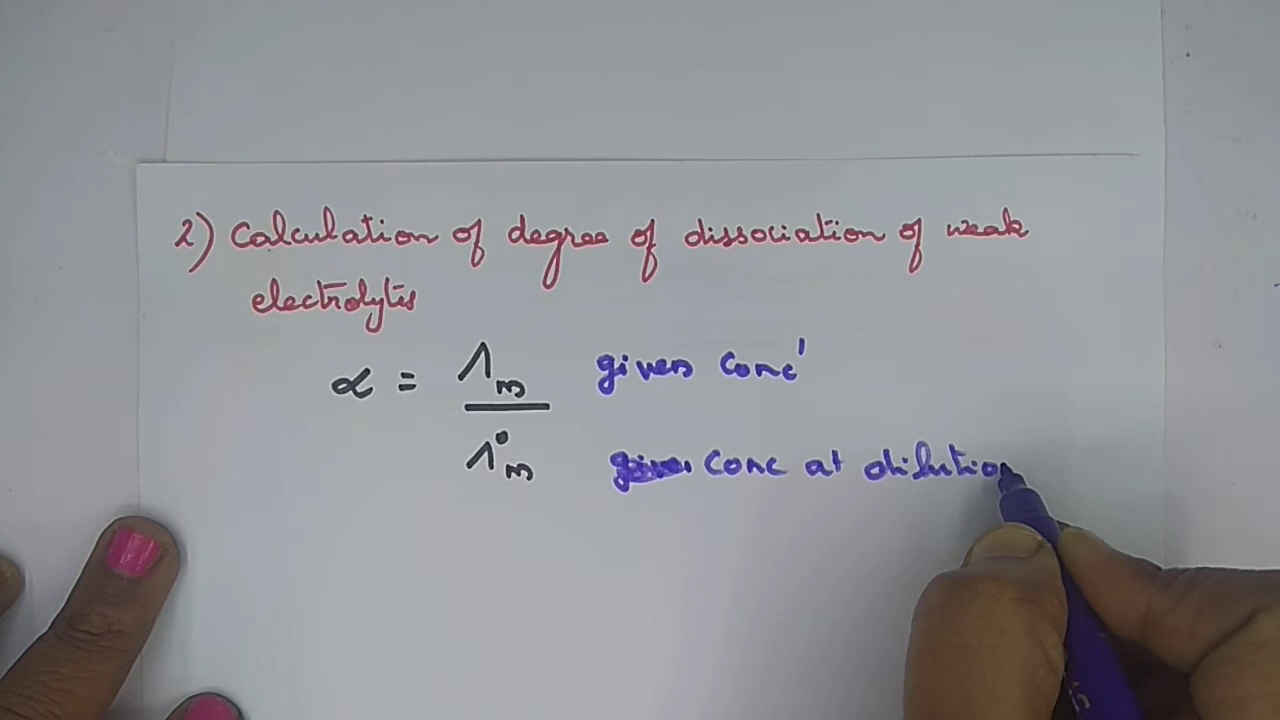 2) Calculation of degree of dissociation of weak
electrolytes
α = Λm given conc'
Λ°m conc at dilution